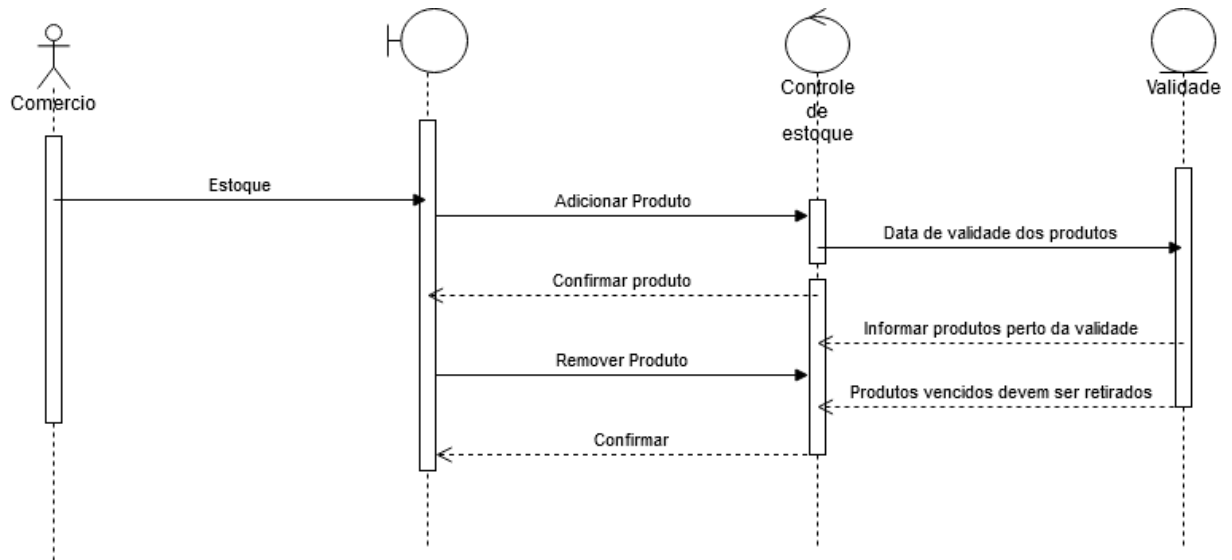 Comercio
Controle
de
estoque
Validade
Estoque
Adicionar Produto
Data de validade dos produtos
Confirmar produto
Informar produtos perto da validade
Remover Produto
Produtos vencidos devem ser retirados
Confirmar